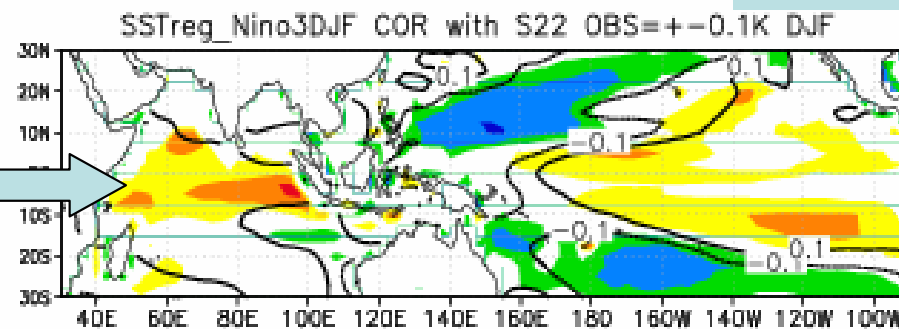 SSTreg_Nino3DJF COR with S22 OBS=+-0.1K DJF
30N
0.1
0.1
20N
10N
-0.1
10S
-0.1
20S
0.1
-0.1
30S
40E 60E 80E 100E 120E 140E 160E 180 160W 140W 120W 100W